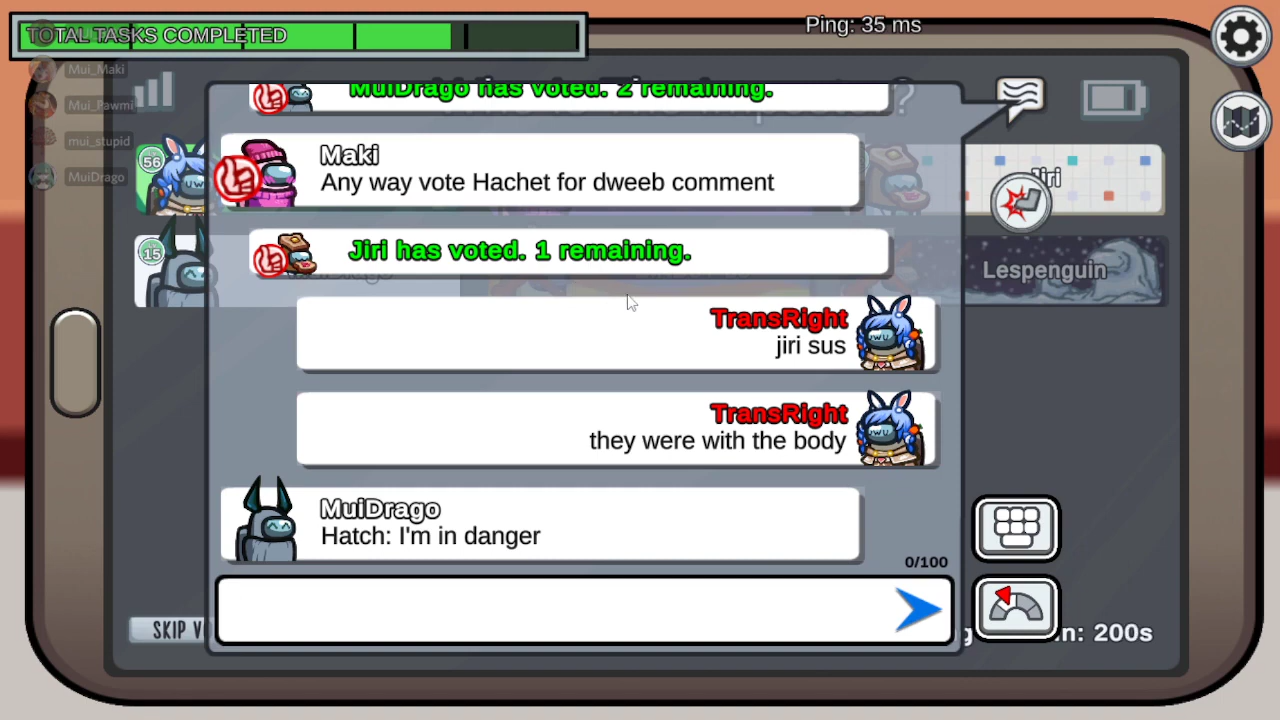 TOTAL TASKS COMPLETED
Ping: 35 ms
Mui_Maki
Mui_Pawmi
mui_stupid
MuiDrago
MuiDrago has voted. 2 remaining.
?
56
Maki
Any way vote Hachet for dweeb comment
Jiri
15
Jiri has voted. 1 remaining.
Lespenguin
TransRight
jiri sus
TransRight
they were with the body
MuiDrago
Hatch: I'm in danger
0/100
SKIP VO
n: 200s